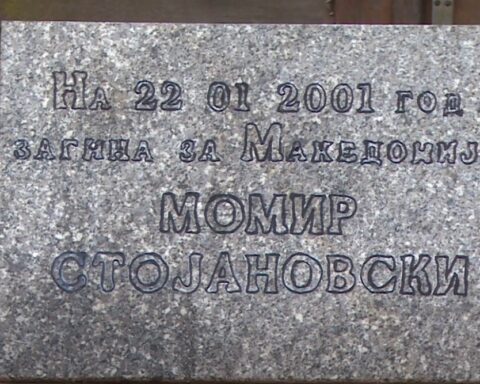 На 22 01 2001 год
загина за Македониј
МОМИР
СТОЈАНОВСКИ